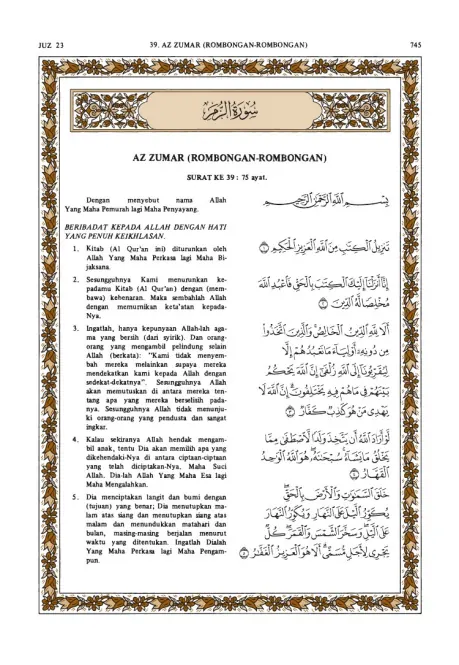 JUZ 23
39. AZ ZUMAR (ROMBONGAN-ROMBONGAN)
745
سُورَةُ الزُّمَرِ
AZ ZUMAR (ROMBONGAN-ROMBONGAN)
SURAT KE 39 : 75 ayat.
Dengan menyebut nama Allah
Yang Maha Pemurah lagi Maha Penyayang.
بِسْمِ اللَّهِ الرَّحْمَٰنِ الرَّحِيمِ
BERIBADAT KEPADA ALLAH DENGAN HATI
YANG PENUH KEIKHLASAN.
1. Kitab (Al Qur'an ini) diturunkan oleh
Allah Yang Maha Perkasa lagi Maha Bi-
jaksana.
2. Sesungguhnya Kami menurunkan ke-
padamu Kitab (Al Qur'an) dengan (mem-
bawa) kebenaran. Maka sembahlah Allah
dengan memurnikan keta'atan kepada-
Nya.
3. Ingatlah, hanya kepunyaan Allah-lah aga-
ma yang bersih (dari syirik). Dan orang-
orang yang mengambil pelindung selain
Allah (berkata): "Kami tidak menyem-
bah mereka melainkan supaya mereka
mendekatkan kami kepada Allah dengan
sedekat-dekatnya". Sesungguhnya Allah
akan memutuskan di antara mereka ten-
tang apa yang mereka berselisih pada-
nya. Sesungguhnya Allah tidak menunju-
ki orang-orang yang pendusta dan sangat
ingkar.
4. Kalau sekiranya Allah hendak mengam-
bil anak, tentu Dia akan memilih apa yang
dikehendaki-Nya di antara ciptaan-ciptaan
yang telah diciptakan-Nya, Maha Suci
Allah. Dia-lah Allah Yang Maha Esa lagi
Maha Mengalahkan.
5. Dia menciptakan langit dan bumi dengan
(tujuan) yang benar; Dia menutupkan ma-
lam atas siang dan menutupkan siang atas
malam dan menundukkan matahari dan
bulan, masing-masing berjalan menurut
waktu yang ditentukan. Ingatlah Dialah
Yang Maha Perkasa lagi Maha Pengam-
pun.
تَنْزِيلُ الْكِتَٰبِ مِنَ اللَّهِ الْعَزِيزِ الْحَكِيمِ ①
إِنَّا أَنْزَلْنَا إِلَيْكَ الْكِتَٰبَ بِالْحَقِّ فَاعْبُدِ اللَّهَ
مُخْلِصًا لَهُ الدِّينَ ②
أَلَا لِلَّهِ الدِّينُ الْخَالِصُ وَالَّذِينَ اتَّخَذُوا
مِنْ دُونِهِ أَوْلِيَاءَ مَا نَعْبُدُهُمْ إِلَّا
لِيُقَرِّبُونَا إِلَى اللَّهِ زُلْفَىٰ إِنَّ اللَّهَ يَحْكُمُ
بَيْنَهُمْ فِي مَا هُمْ فِيهِ يَخْتَلِفُونَ إِنَّ اللَّهَ لَا
يَهْدِي مَنْ هُوَ كَٰذِبٌ كَفَّارٌ ③
لَوْ أَرَادَ اللَّهُ أَنْ يَتَّخِذَ وَلَدًا لَاصْطَفَىٰ مِمَّا
يَخْلُقُ مَا يَشَاءُ سُبْحَٰنَهُ هُوَ اللَّهُ الْوَٰحِدُ
الْقَهَّارُ ④
خَلَقَ السَّمَٰوَٰتِ وَالْأَرْضَ بِالْحَقِّ
يُكَوِّرُ اللَّيْلَ عَلَى النَّهَارِ وَيُكَوِّرُ النَّهَارَ
عَلَى اللَّيْلِ وَسَخَّرَ الشَّمْسَ وَالْقَمَرَ كُلٌّ
يَجْرِي لِأَجَلٍ مُسَمًّى أَلَا هُوَ الْعَزِيزُ الْغَفَّٰرُ ⑤